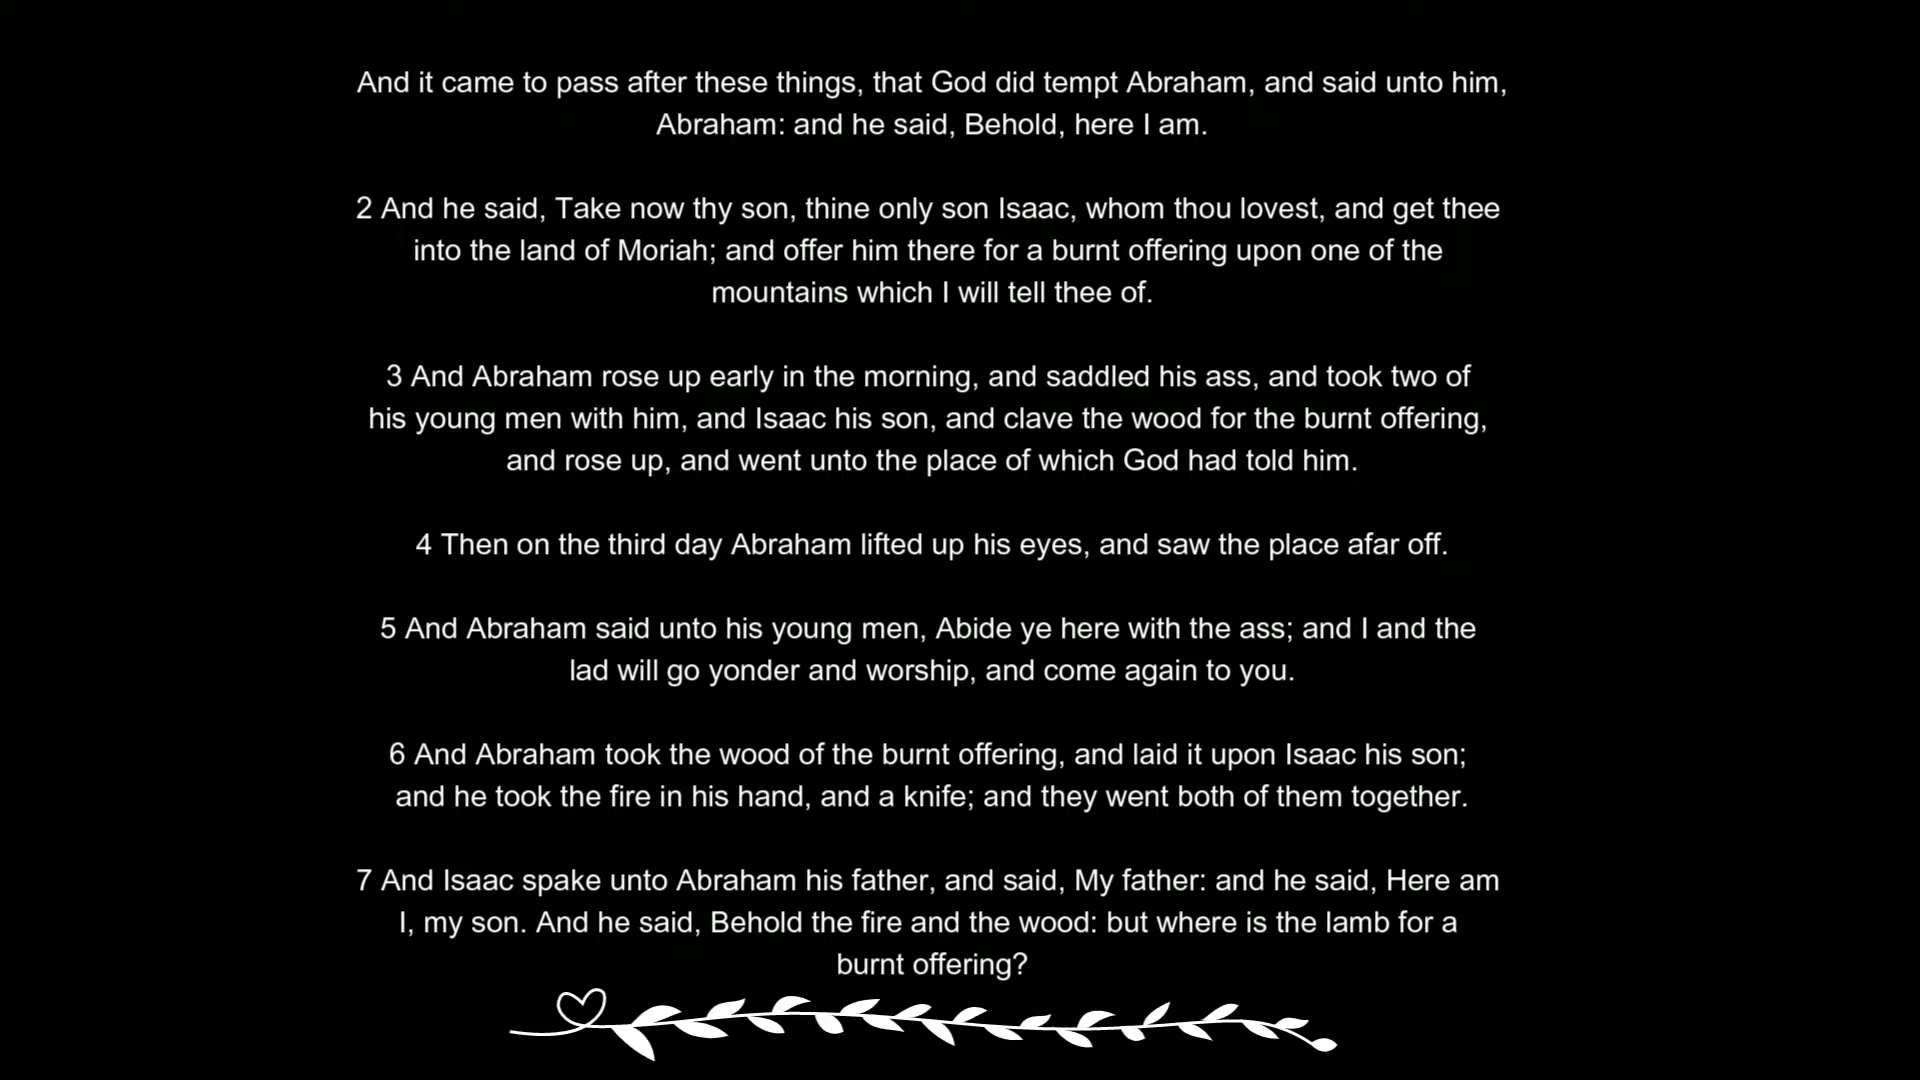 And it came to pass after these things, that God did tempt Abraham, and said unto him,
Abraham: and he said, Behold, here I am.
2 And he said, Take now thy son, thine only son Isaac, whom thou lovest, and get thee
into the land of Moriah; and offer him there for a burnt offering upon one of the
mountains which I will tell thee of.
3 And Abraham rose up early in the morning, and saddled his ass, and took two of
his young men with him, and Isaac his son, and clave the wood for the burnt offering,
and rose up, and went unto the place of which God had told him.
4 Then on the third day Abraham lifted up his eyes, and saw the place afar off.
5 And Abraham said unto his young men, Abide ye here with the ass; and I and the
lad will go yonder and worship, and come again to you.
6 And Abraham took the wood of the burnt offering, and laid it upon Isaac his son;
and he took the fire in his hand, and a knife; and they went both of them together.
7 And Isaac spake unto Abraham his father, and said, My father: and he said, Here am
I, my son. And he said, Behold the fire and the wood: but where is the lamb for a
burnt offering?